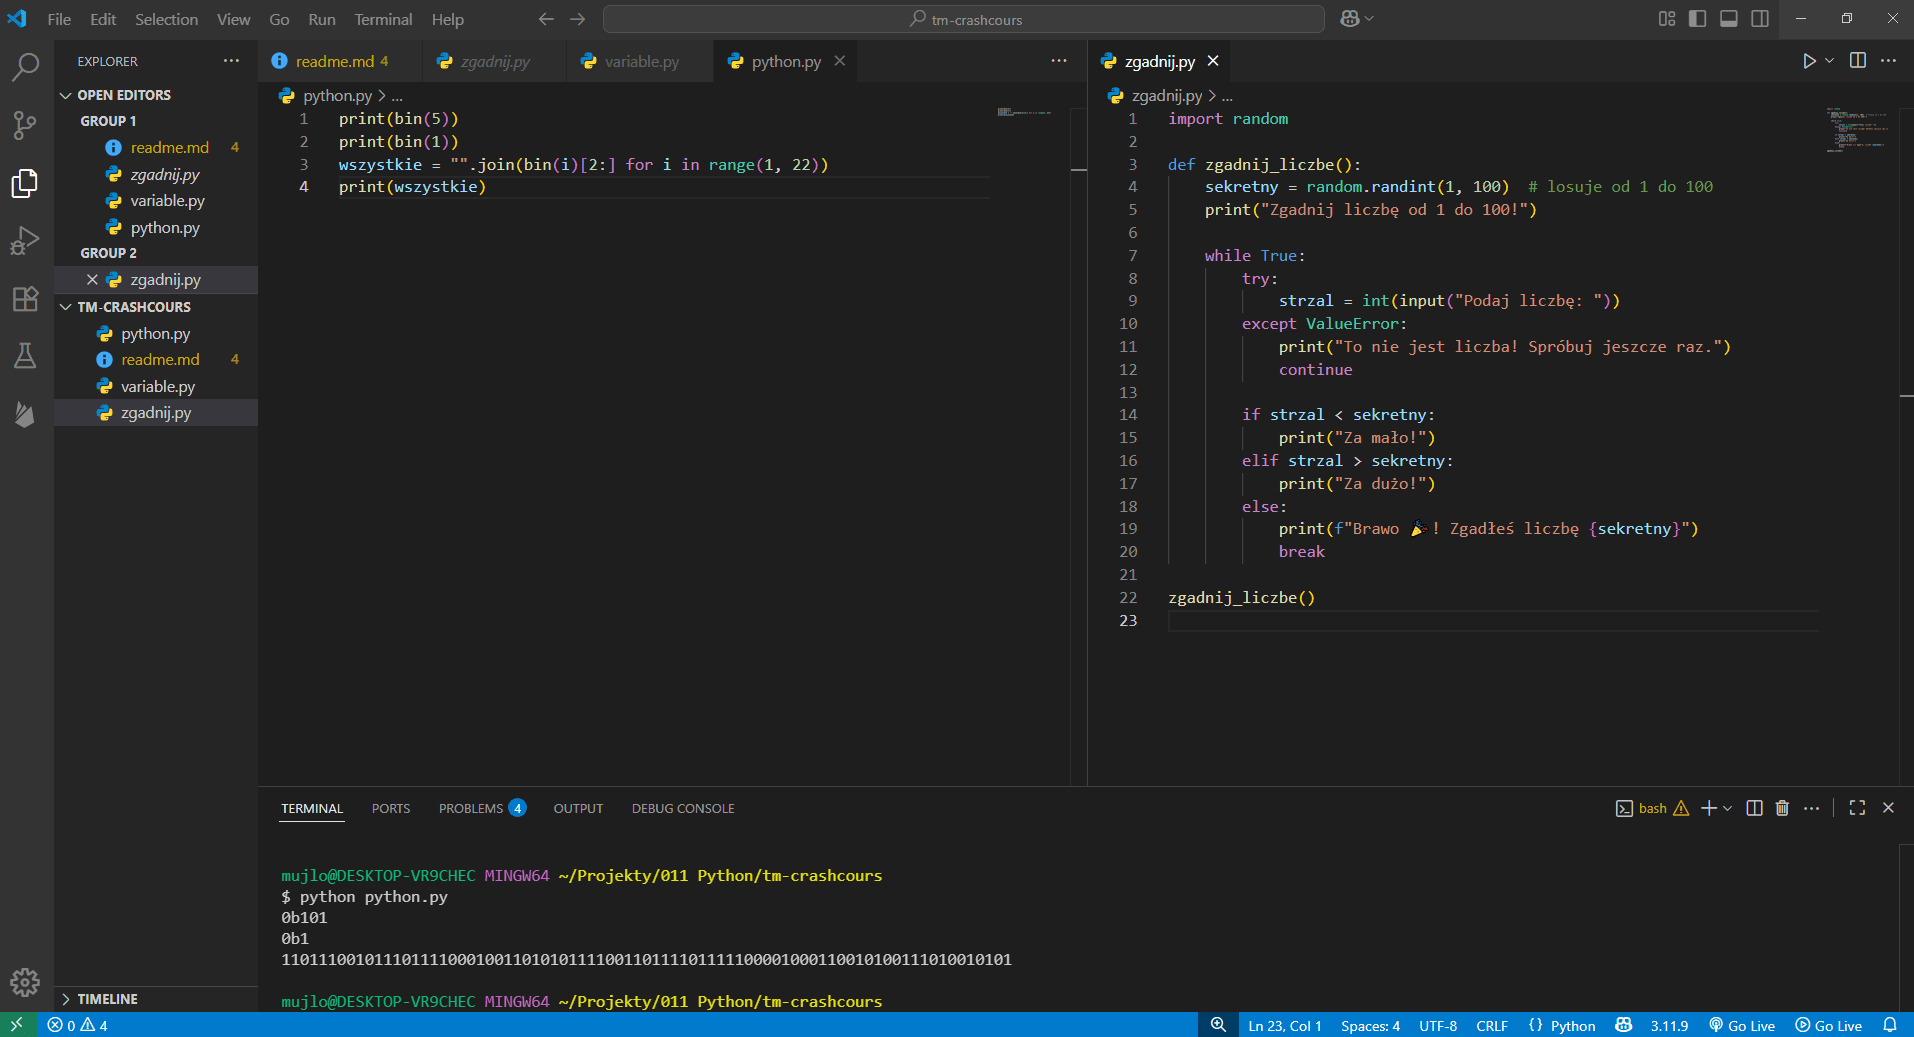 File Edit Selection View Go Run Terminal Help
tm-crashcours
EXPLORER
OPEN EDITORS
GROUP 1
readme.md 4
zgadnij.py
variable.py
python.py
GROUP 2
zgadnij.py
TM-CRASHCOURS
python.py
readme.md 4
variable.py
zgadnij.py
TIMELINE
readme.md 4 zgadnij.py variable.py python.py
python.py > ...
1 print(bin(5))
2 print(bin(1))
3 wszystkie = "".join(bin(i)[2:] for i in range(1, 22))
4 print(wszystkie)
zgadnij.py
zgadnij.py > ...
1 import random
2
3 def zgadnij_liczbe():
4 sekretny = random.randint(1, 100) # losuje od 1 do 100
5 print("Zgadnij liczbę od 1 do 100!")
6
7 while True:
8 try:
9 strzal = int(input("Podaj liczbę: "))
10 except ValueError:
11 print("To nie jest liczba! Spróbuj jeszcze raz.")
12 continue
13
14 if strzal < sekretny:
15 print("Za mało!")
16 elif strzal > sekretny:
17 print("Za dużo!")
18 else:
19 print(f"Brawo 🎉! Zgadłeś liczbę {sekretny}")
20 break
21
22 zgadnij_liczbe()
23
TERMINAL PORTS PROBLEMS 4 OUTPUT DEBUG CONSOLE
bash
mujlo@DESKTOP-VR9CHEC MINGW64 ~/Projekty/011 Python/tm-crashcours
$ python python.py
0b101
0b1
1101110010111011110001001101010111100110111101111100001000110010100111010010101
mujlo@DESKTOP-VR9CHEC MINGW64 ~/Projekty/011 Python/tm-crashcours
0 4
Ln 23, Col 1 Spaces: 4 UTF-8 CRLF {} Python 3.11.9 Go Live Go Live